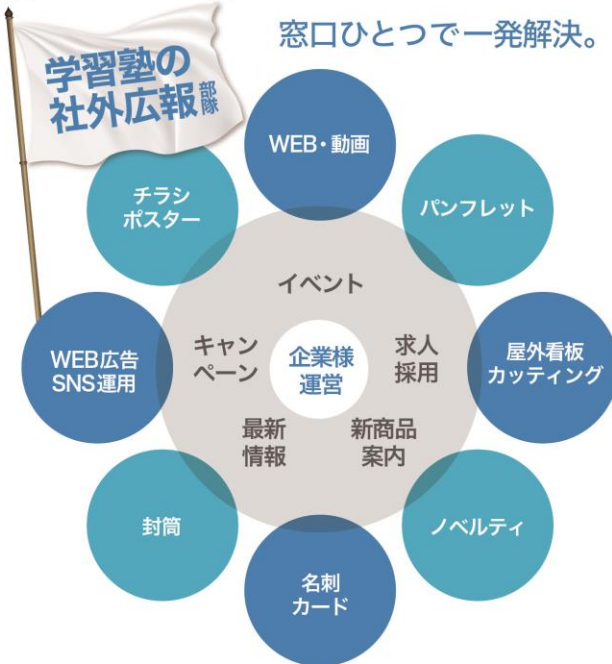 窓口ひとつで一発解決。
学習塾の
社外広報部隊
WEB・動画
チラシ
ポスター
パンフレット
イベント
キャン
ペーン
企業様
運営
求人
採用
WEB広告
SNS運用
屋外看板
カッティング
最新
情報
新商品
案内
封筒
ノベルティ
名刺
カード